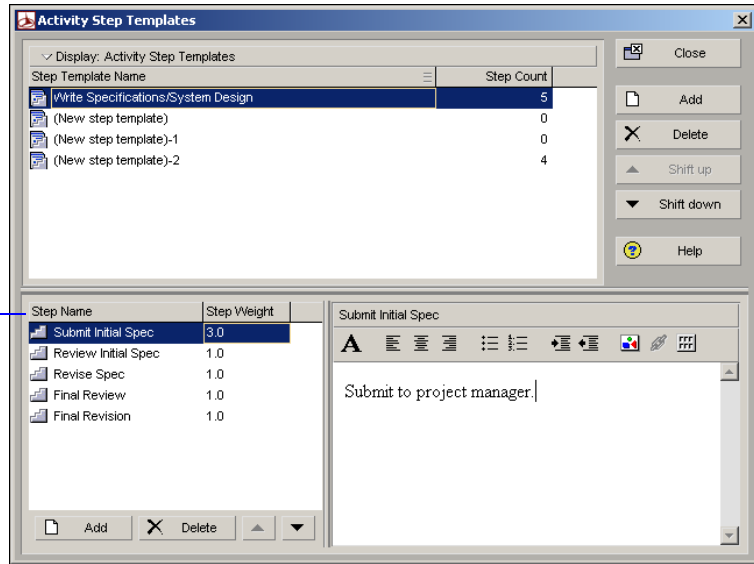 Activity Step Templates
Display: Activity Step Templates
Step Template Name Step Count
Write Specifications/System Design 5
(New step template) 0
(New step template)-1 0
(New step template)-2 4
Close
Add
Delete
Shift up
Shift down
Help
Step Name Step Weight
Submit Initial Spec 3.0
Review Initial Spec 1.0
Revise Spec 1.0
Final Review 1.0
Final Revision 1.0
Add Delete
Submit Initial Spec
A
Submit to project manager.